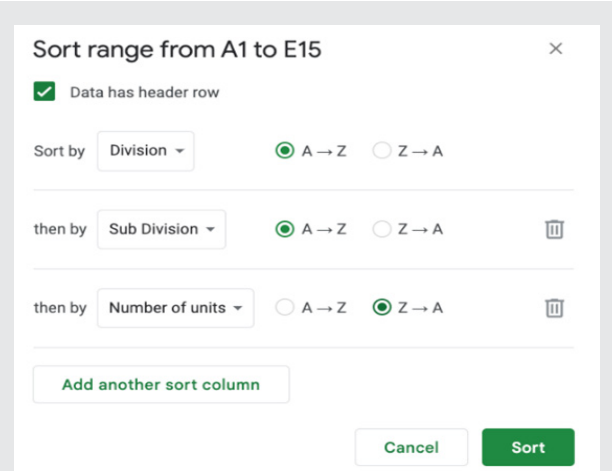 Sort range from A1 to E15
Data has header row
Sort by Division A → Z Z → A
then by Sub Division A → Z Z → A
then by Number of units A → Z Z → A
Add another sort column
Cancel Sort